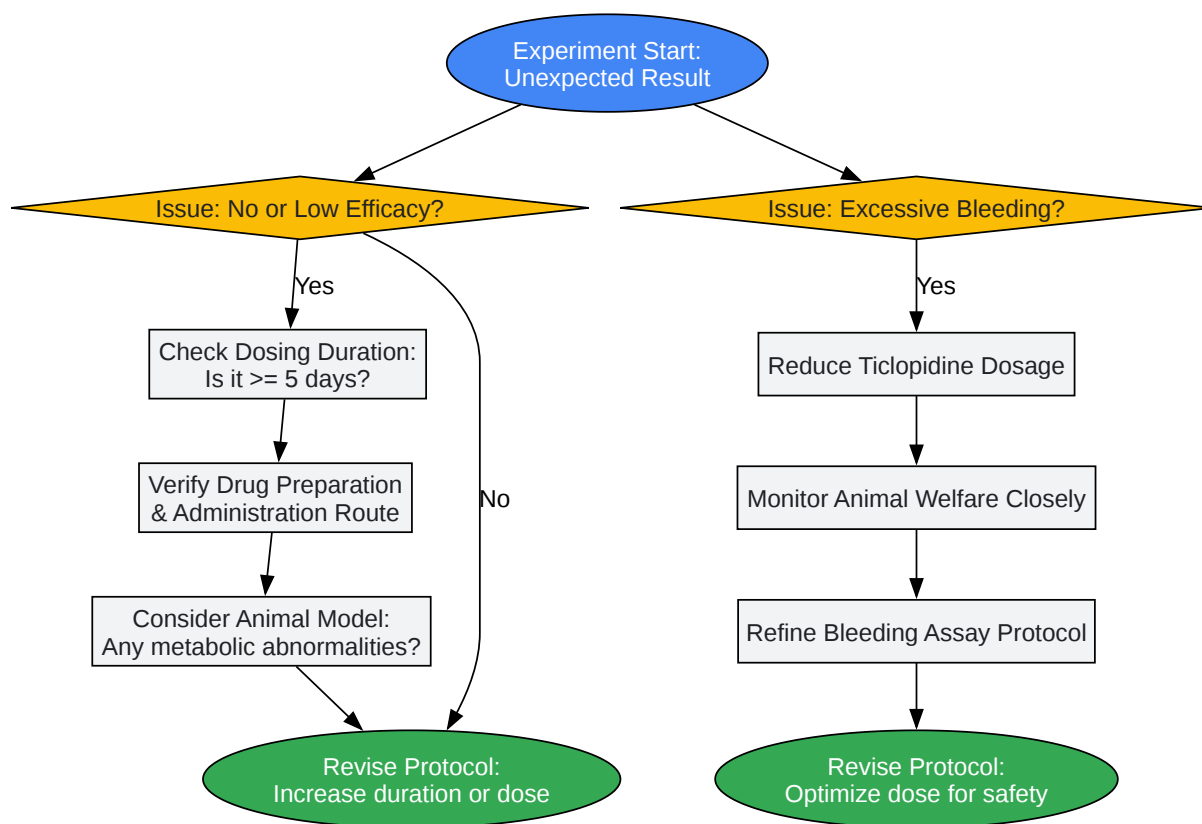 Experiment Start:
Unexpected Result
Issue: No or Low Efficacy?
Issue: Excessive Bleeding?
Yes
Yes
Check Dosing Duration:
Is it >= 5 days?
Reduce Ticlopidine Dosage
Verify Drug Preparation
& Administration Route
No
Monitor Animal Welfare Closely
Consider Animal Model:
Any metabolic abnormalities?
Refine Bleeding Assay Protocol
Revise Protocol:
Increase duration or dose
Revise Protocol:
Optimize dose for safety